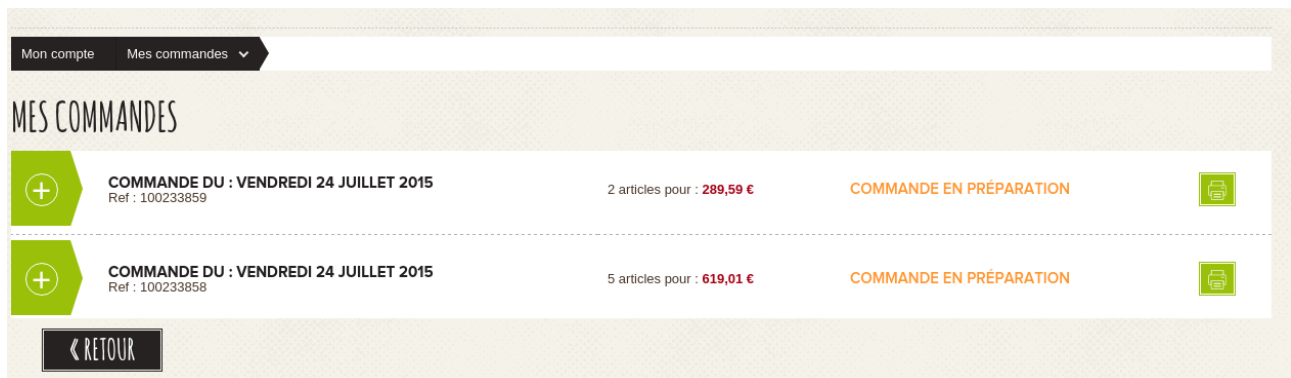 Mon compte Mes commandes
MES COMMANDES
COMMANDE DU : VENDREDI 24 JUILLET 2015
Ref : 100233859
2 articles pour : 289,59 €
COMMANDE EN PRÉPARATION
COMMANDE DU : VENDREDI 24 JUILLET 2015
Ref : 100233858
5 articles pour : 619,01 €
COMMANDE EN PRÉPARATION
« RETOUR